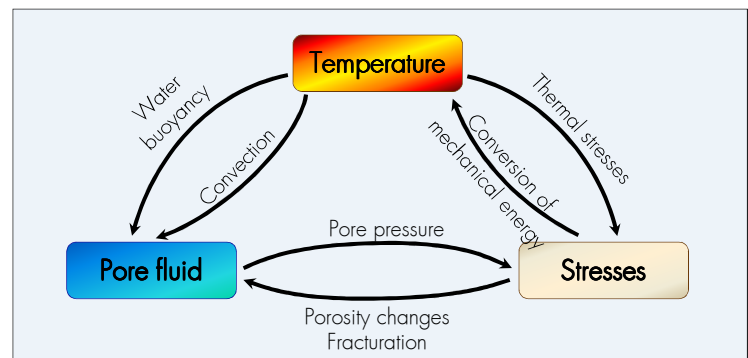 Temperature
Water
buoyancy
Convection
Thermal stresses
Conversion of
mechanical energy
Pore pressure
Pore fluid
Stresses
Porosity changes
Fracturation